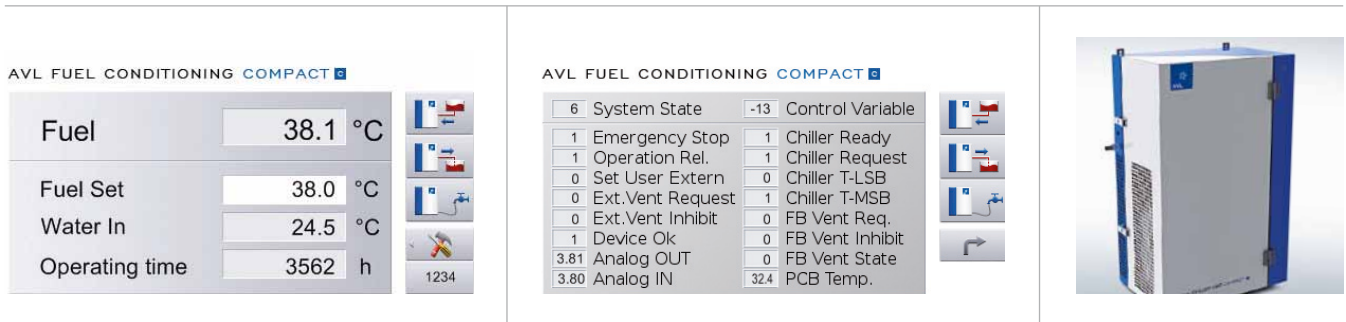 AVL FUEL CONDITIONING COMPACT C
Fuel 38.1 °C
Fuel Set 38.0 °C
Water In 24.5 °C
Operating time 3562 h
1234
AVL FUEL CONDITIONING COMPACT C
6 System State -13 Control Variable
1 Emergency Stop 1 Chiller Ready
1 Operation Rel. 1 Chiller Request
0 Set User Extern 0 Chiller T-LSB
0 Ext.Vent Request 1 Chiller T-MSB
0 Ext.Vent Inhibit 0 FB Vent Req.
1 Device Ok 0 FB Vent Inhibit
3.81 Analog OUT 0 FB Vent State
3.80 Analog IN 32.4 PCB Temp.
AVL